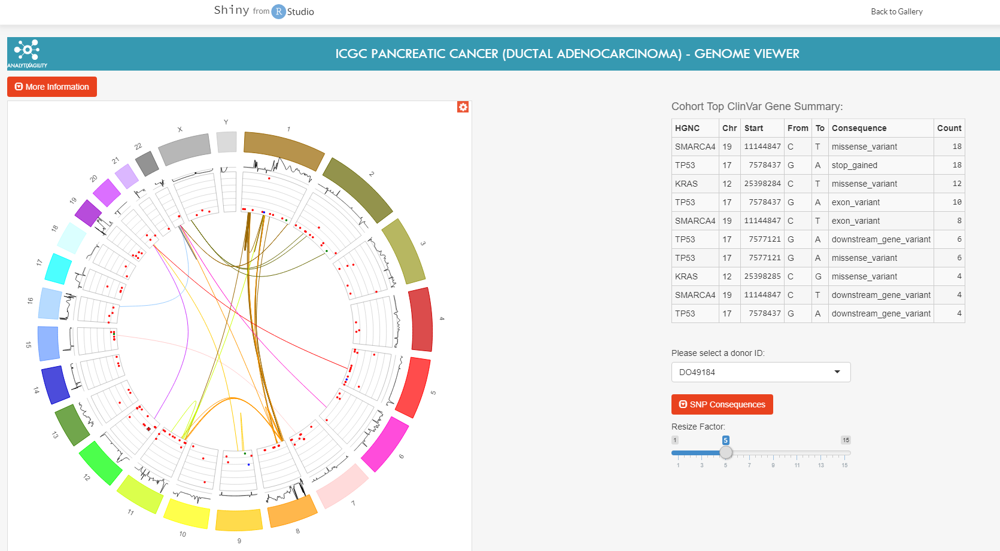 Shiny from R Studio
Back to Gallery
ANALYTIXAGILITY
ICGC PANCREATIC CANCER (DUCTAL ADENOCARCINOMA) - GENOME VIEWER
More Information
1
2
3
4
5
6
7
8
9
10
11
12
13
14
15
16
17
18
19
20
21
22
X
Y
Cohort Top ClinVar Gene Summary:
HGNC Chr Start From To Consequence Count
SMARCA4 19 11144847 C T missense_variant 18
TP53 17 7578437 G A stop_gained 18
KRAS 12 25398284 C T missense_variant 12
TP53 17 7578437 G A exon_variant 10
SMARCA4 19 11144847 C T exon_variant 8
TP53 17 7577121 G A downstream_gene_variant 6
TP53 17 7577121 G A missense_variant 6
KRAS 12 25398285 C G missense_variant 4
SMARCA4 19 11144847 C T downstream_gene_variant 4
TP53 17 7578437 G A downstream_gene_variant 4
Please select a donor ID:
DO49184
SNP Consequences
Resize Factor:
1 5 15
1 3 5 7 9 11 13 15